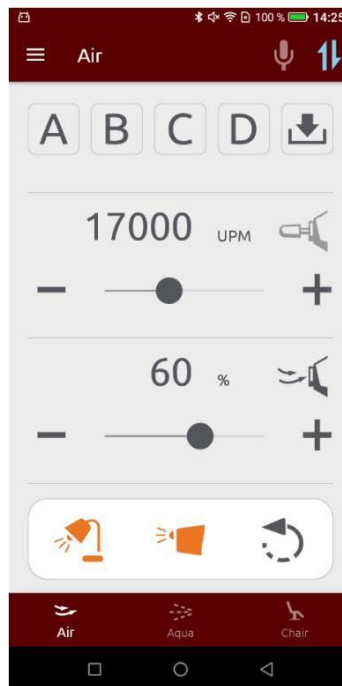 100 % 14:25
Air
A B C D
17000 UPM
60 %
Air Aqua Chair